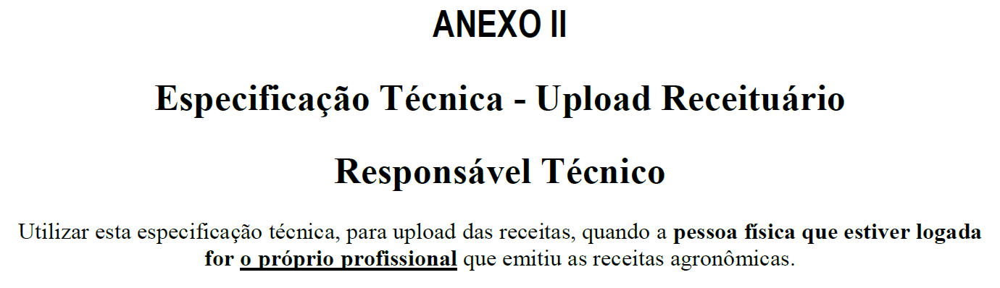 ANEXO II
Especificação Técnica - Upload Receituário
Responsável Técnico
Utilizar esta especificação técnica, para upload das receitas, quando a pessoa física que estiver logada
for o próprio profissional que emitiu as receitas agronômicas.